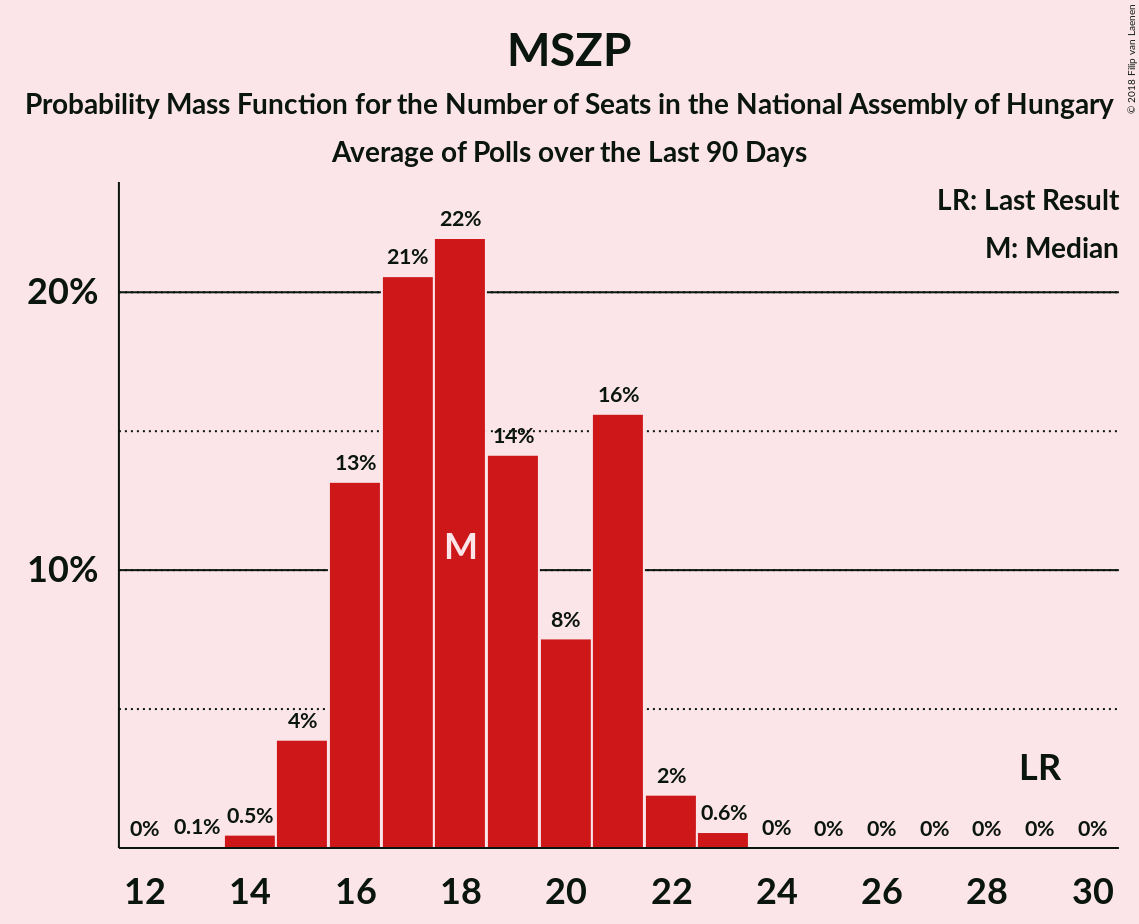 MSZP
Probability Mass Function for the Number of Seats in the National Assembly of Hungary
Average of Polls over the Last 90 Days
© 2018 Filip van Laenen
LR: Last Result
M: Median
20%
10%
0%
0.1%
0.5%
4%
13%
21%
22%
14%
8%
16%
2%
0.6%
0%
0%
0%
0%
0%
0%
0%
M
LR
12 14 16 18 20 22 24 26 28 30